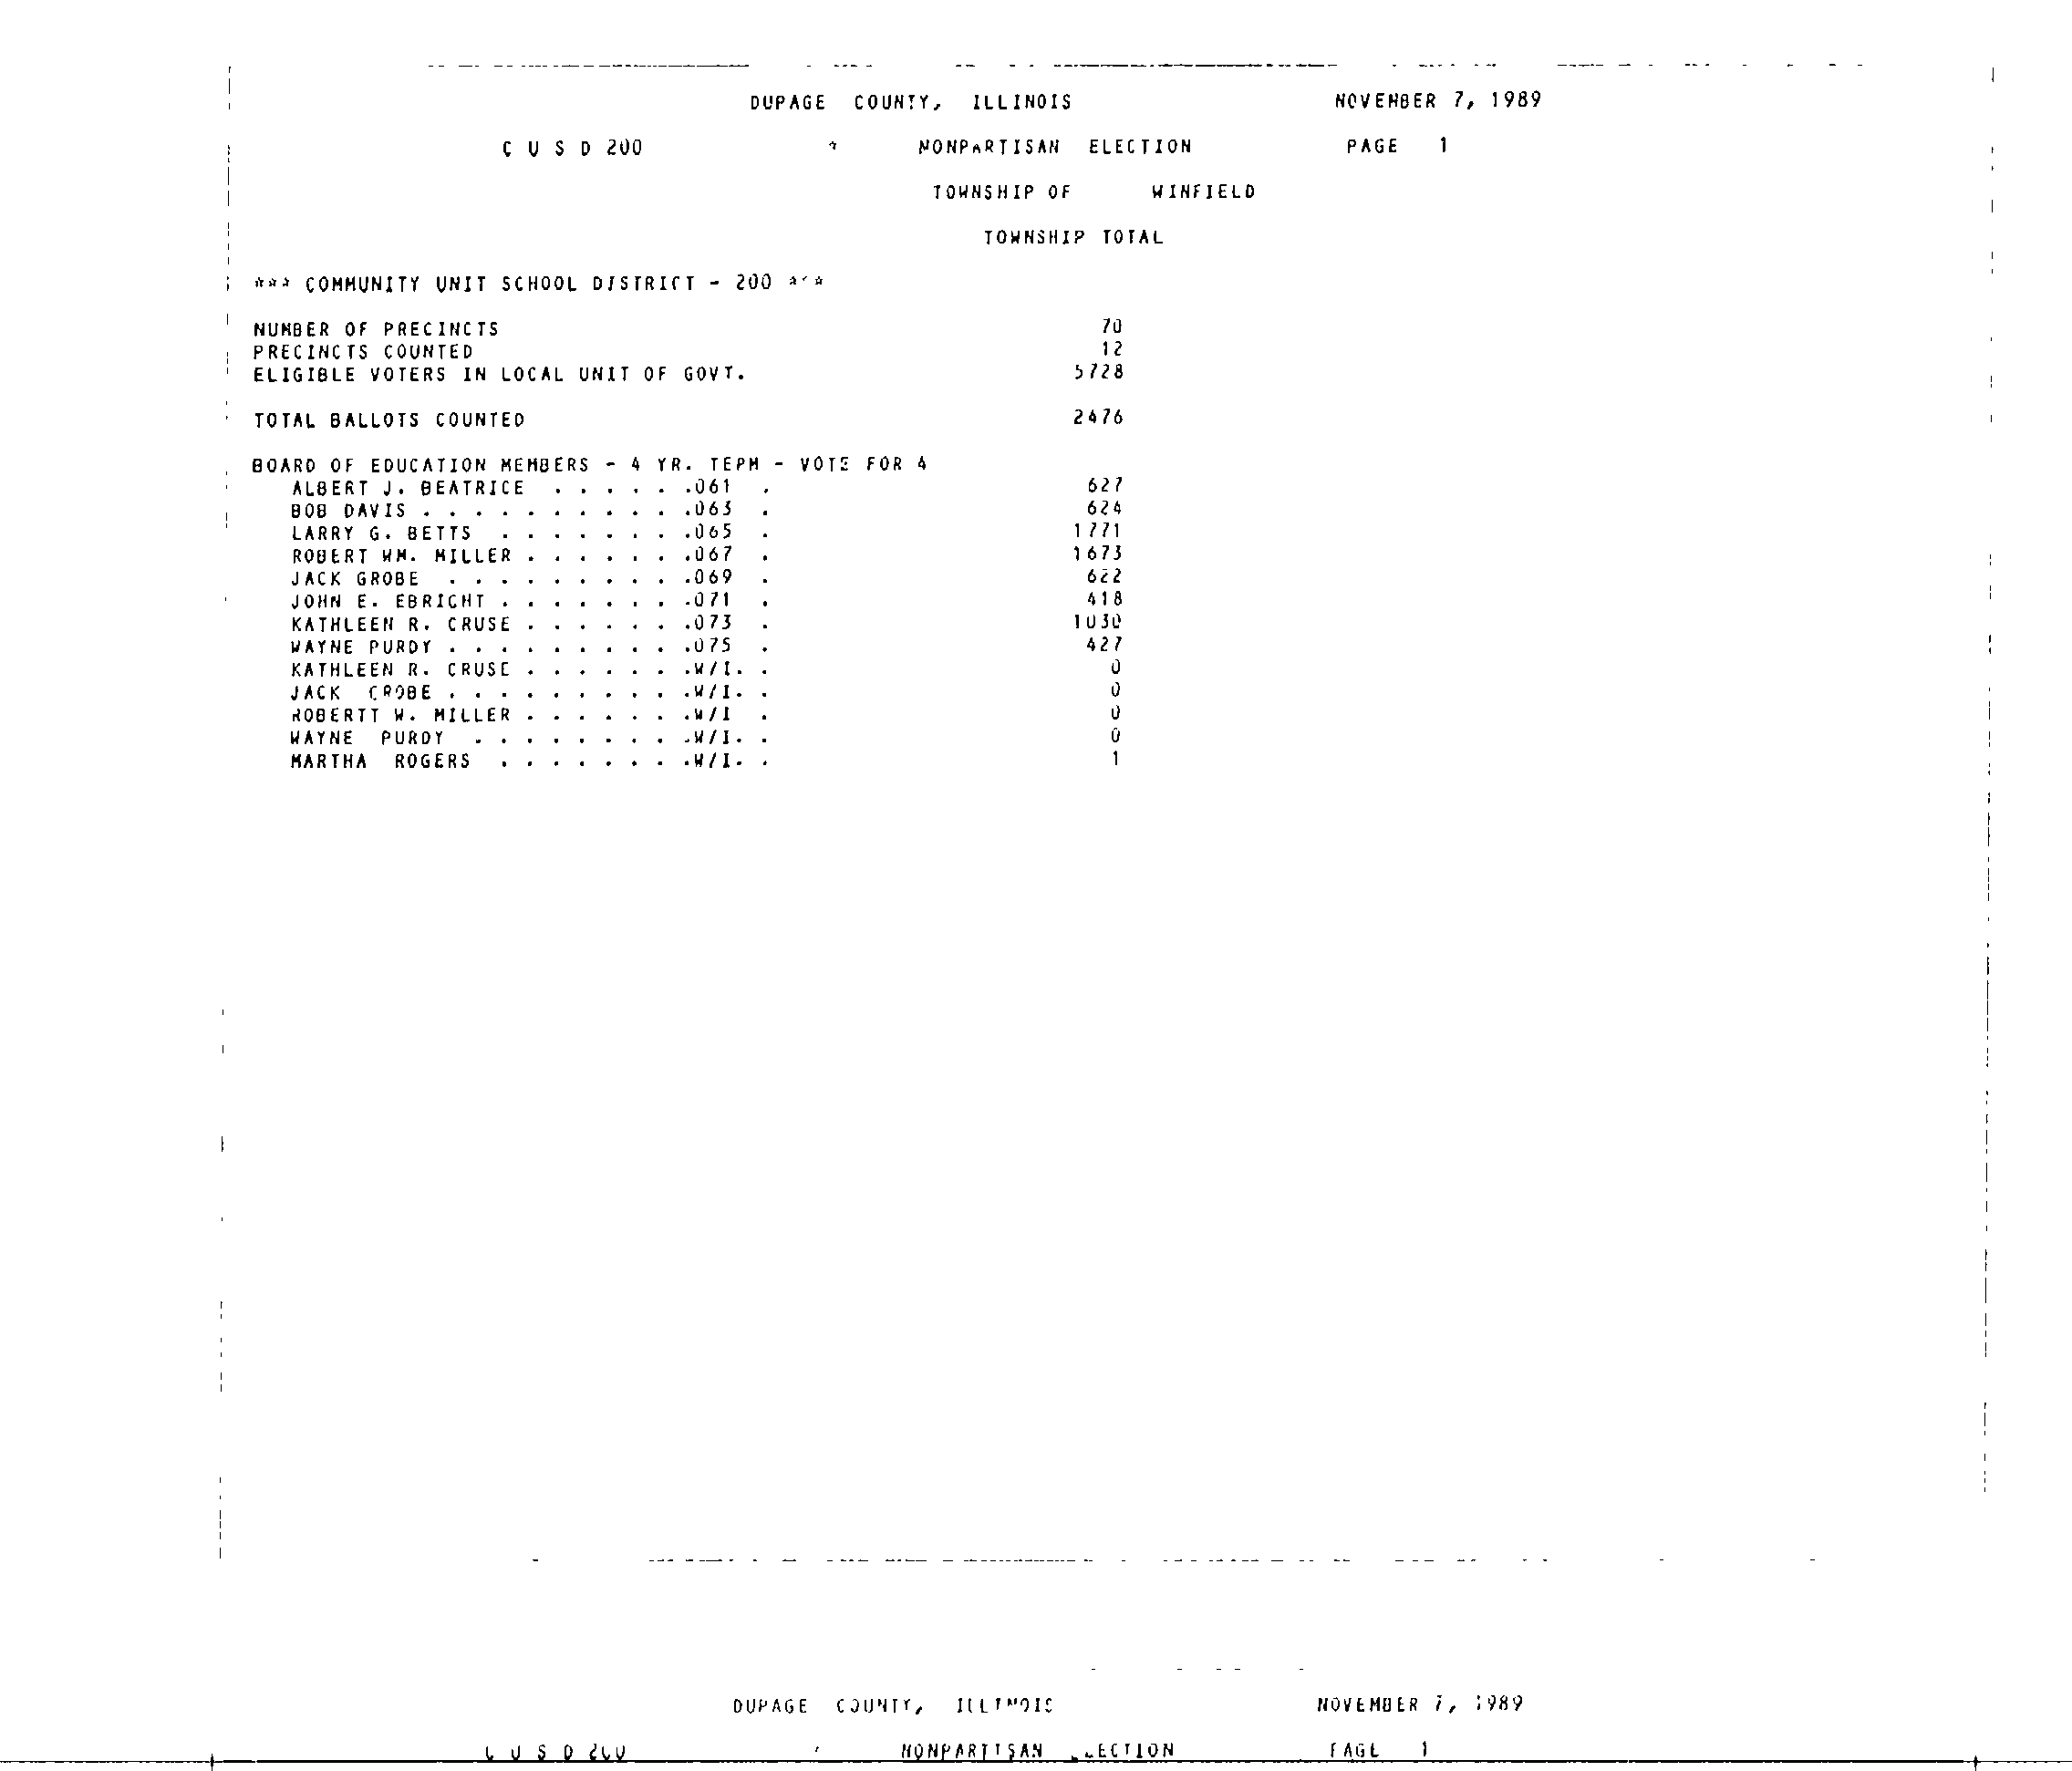 DUPAGE COUNTY, ILLINOIS NOVEMBER 7, 1989
C U S D 200 * NONPARTISAN ELECTION PAGE 1
TOWNSHIP OF WINFIELD
TOWNSHIP TOTAL
*** COMMUNITY UNIT SCHOOL DISTRICT - 200 ***
NUMBER OF PRECINCTS 70
PRECINCTS COUNTED 12
ELIGIBLE VOTERS IN LOCAL UNIT OF GOVT. 5728
TOTAL BALLOTS COUNTED 2476
BOARD OF EDUCATION MEMBERS - 4 YR. TERM - VOTE FOR 4
ALBERT J. BEATRICE . . . . . .061 . 627
BOB DAVIS . . . . . . . . . . .063 . 624
LARRY G. BETTS . . . . . . . .065 . 1771
ROBERT WM. MILLER . . . . . . .067 . 1673
JACK GROBE . . . . . . . . . .069 . 622
JOHN E. EBRICHT . . . . . . . .071 . 418
KATHLEEN R. CRUSE . . . . . . .073 . 1030
WAYNE PURDY . . . . . . . . . .075 . 427
KATHLEEN R. CRUSE . . . . . . .W/I. . 0
JACK GROBE . . . . . . . . . .W/I. . 0
ROBERTT W. MILLER . . . . . . .W/I . 0
WAYNE PURDY . . . . . . . . .W/I. . 0
MARTHA ROGERS . . . . . . . .W/I. . 1
DUPAGE COUNTY, ILLINOIS NOVEMBER 7, 1989
C U S D 200 NONPARTISAN ELECTION PAGE 1